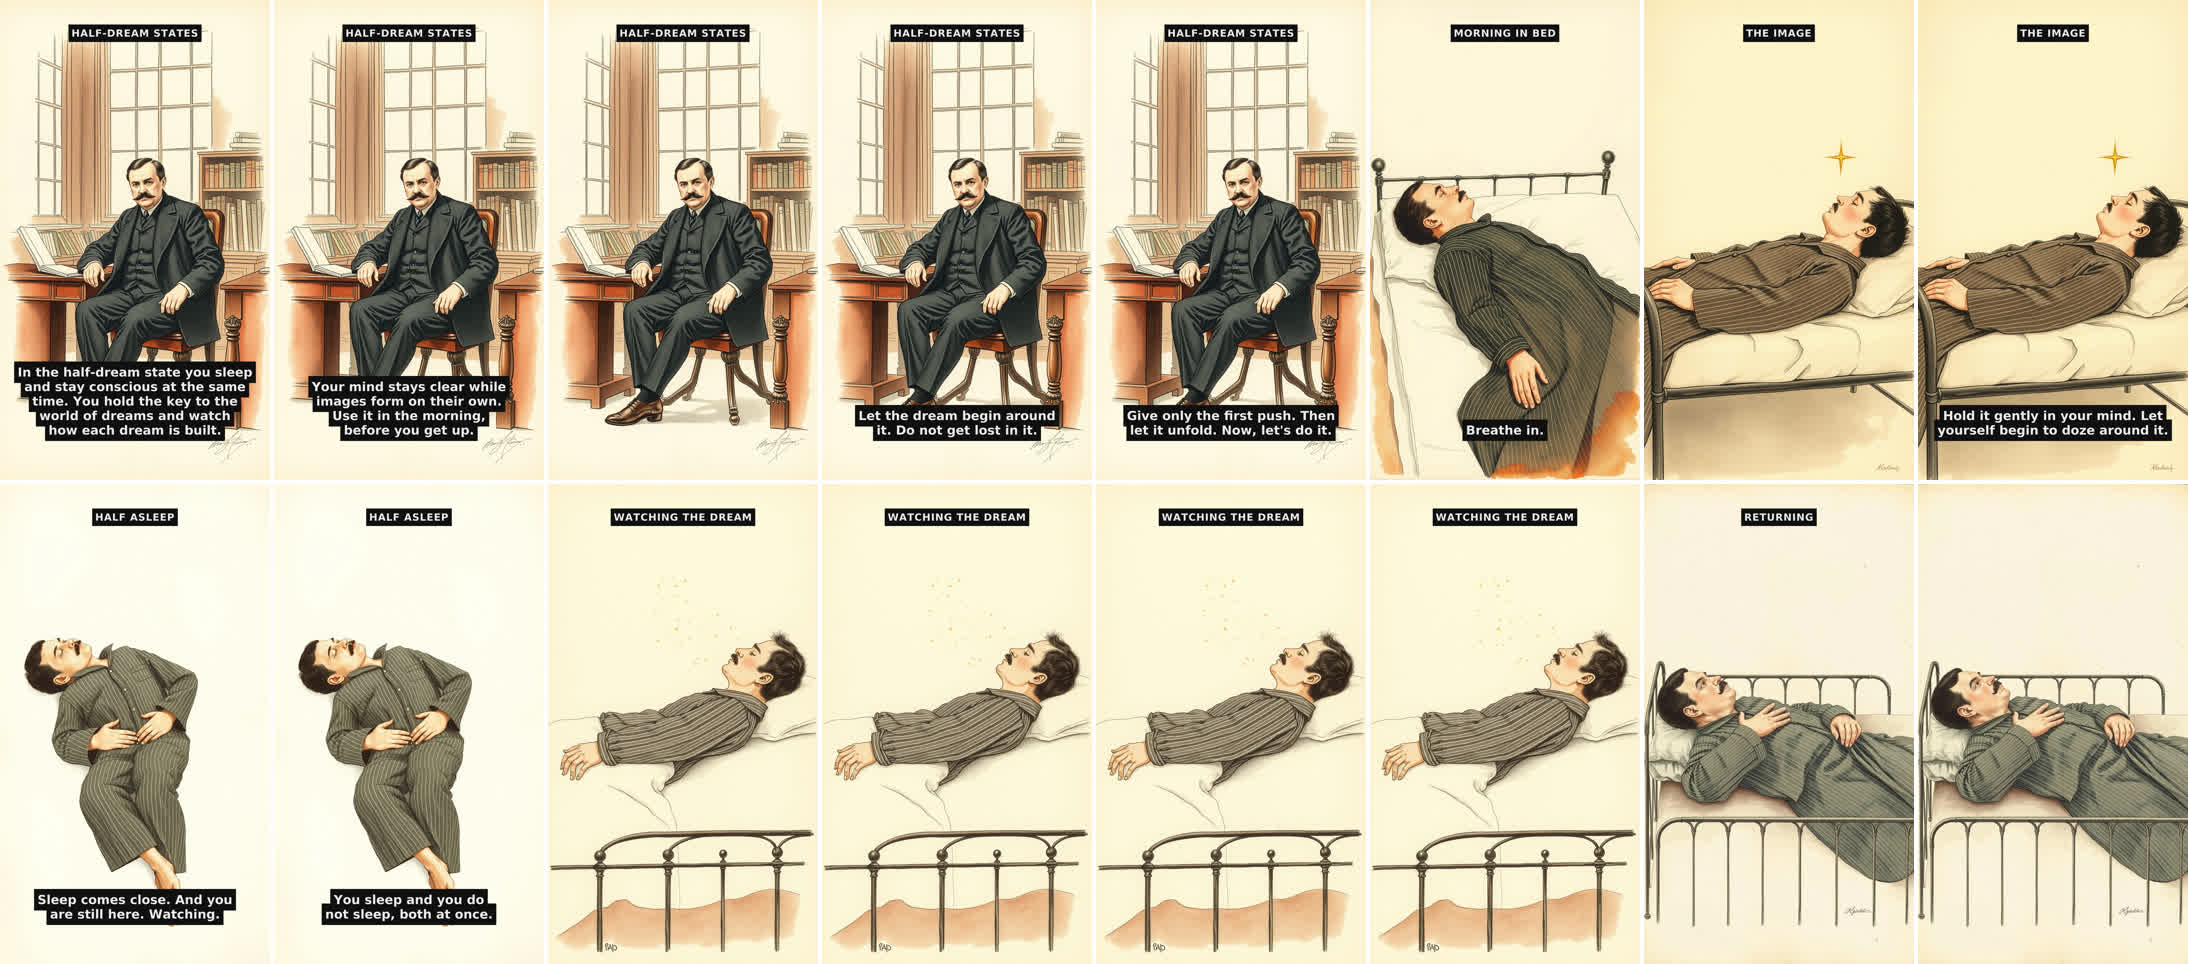 HALF-DREAM STATES
In the half-dream state you sleep
and stay conscious at the same
time. You hold the key to the
world of dreams and watch
how each dream is built.
HALF-DREAM STATES
Your mind stays clear while
images form on their own.
Use it in the morning,
before you get up.
HALF-DREAM STATES
HALF-DREAM STATES
Let the dream begin around
it. Do not get lost in it.
HALF-DREAM STATES
Give only the first push. Then
let it unfold. Now, let's do it.
MORNING IN BED
Breathe in.
THE IMAGE
THE IMAGE
Hold it gently in your mind. Let
yourself begin to doze around it.
HALF ASLEEP
Sleep comes close. And you
are still here. Watching.
HALF ASLEEP
You sleep and you do
not sleep, both at once.
WATCHING THE DREAM
PAD
WATCHING THE DREAM
PAD
WATCHING THE DREAM
PAD
WATCHING THE DREAM
PAD
RETURNING